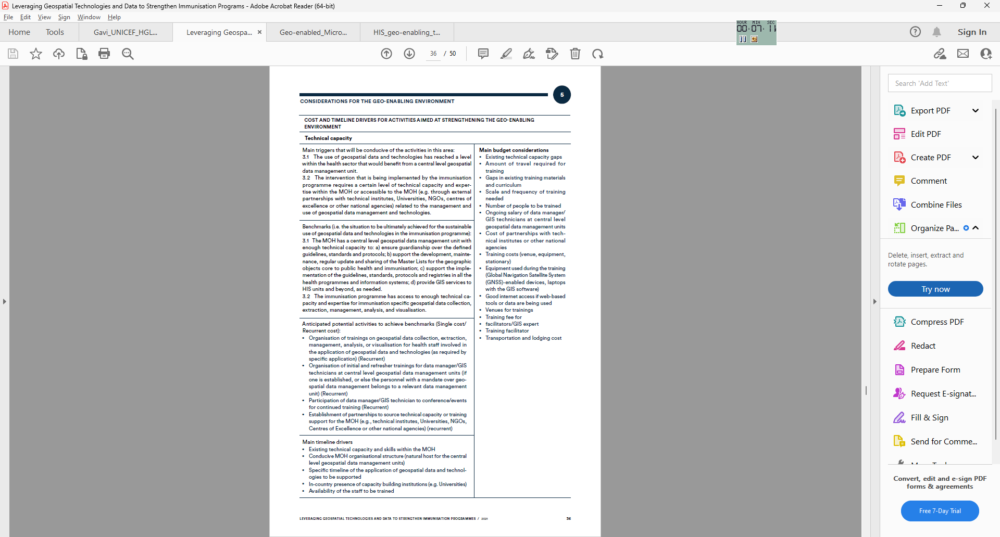 Leveraging Geospatial Technologies and Data to Strengthen Immunisation Programs - Adobe Acrobat Reader (64-bit)
File Edit View Sign Window Help
Home Tools Gavi_UNICEF_HGL... Leveraging Geospa... × Geo-enabled_Micro... HIS_geo-enabling_t...
HOUR MIN SEC
00:07:11
Sign In
36 / 50
5
CONSIDERATIONS FOR THE GEO-ENABLING ENVIRONMENT
COST AND TIMELINE DRIVERS FOR ACTIVITIES AIMED AT STRENGTHENING THE GEO-ENABLING
ENVIRONMENT
Technical capacity
Main triggers that will be conducive of the activities in this area:
3.1 The use of geospatial data and technologies has reached a level
within the health sector that would benefit from a central level geospatial
data management unit.
3.2 The intervention that is being implemented by the immunisation
programme requires a certain level of technical capacity and exper-
tise within the MOH or accessible to the MOH (e.g. through external
partnerships with technical institutes, Universities, NGOs, centres of
excellence or other national agencies) related to the management and
use of geospatial data management and technologies.
Benchmarks (i.e. the situation to be ultimately achieved for the sustainable
use of geospatial data and technologies in the immunisation programme):
3.1 The MOH has a central level geospatial data management unit with
enough technical capacity to: a) ensure guardianship over the defined
guidelines, standards and protocols; b) support the development, mainte-
nance, regular update and sharing of the Master Lists for the geographic
objects core to public health and immunisation; c) support the imple-
mentation of the guidelines, standards, protocols and registries in all the
health programmes and information systems; d) provide GIS services to
HIS units and beyond, as needed.
3.2 The immunisation programme has access to enough technical ca-
pacity and expertise for immunisation specific geospatial data collection,
extraction, management, analysis, and visualisation.
Anticipated potential activities to achieve benchmarks (Single cost/
Recurrent cost):
• Organisation of trainings on geospatial data collection, extraction,
management, analysis, or visualisation for health staff involved in
the application of geospatial data and technologies (as required by
specific application) (Recurrent)
• Organisation of initial and refresher trainings for data manager/GIS
technicians at central level geospatial data management units (if
one is established, or else the personnel with a mandate over geo-
spatial data management belongs to a relevant data management
unit) (Recurrent)
• Participation of data manager/GIS technician to conference/events
for continued training (Recurrent)
• Establishment of partnerships to source technical capacity or training
support for the MOH (e.g., technical institutes, Universities, NGOs,
Centres of Excellence or other national agencies) (recurrent)
Main timeline drivers
• Existing technical capacity and skills within the MOH
• Conducive MOH organisational structure (natural host for the central
level geospatial data management units)
• Specific timeline of the application of geospatial data and technol-
ogies to be supported
• In-country presence of capacity building institutions (e.g. Universities)
• Availability of the staff to be trained
Main budget considerations
• Existing technical capacity gaps
• Amount of travel required for
training
• Gaps in existing training materials
and curriculum
• Scale and frequency of training
needed
• Number of people to be trained
• Ongoing salary of data manager/
GIS technicians at central level
geospatial data management units
• Cost of partnerships with tech-
nical institutes or other national
agencies
• Training costs (venue, equipment,
stationary)
• Equipment used during the training
(Global Navigation Satellite System
(GNSS)-enabled devices, laptops
with the GIS software)
• Good internet access if web-based
tools or data are being used
• Venues for trainings
• Training fee for
• facilitators/GIS expert
• Training facilitator
• Transportation and lodging cost
LEVERAGING GEOSPATIAL TECHNOLOGIES AND DATA TO STRENGTHEN IMMUNISATION PROGRAMMES / 2021
36
Search 'Add Text'
Export PDF
Edit PDF
Create PDF
Comment
Combine Files
Organize Pa...
Delete, insert, extract and
rotate pages.
Try now
Compress PDF
Redact
Prepare Form
Request E-signat...
Fill & Sign
Send for Comme...
Convert, edit and e-sign PDF
forms & agreements
Free 7-Day Trial